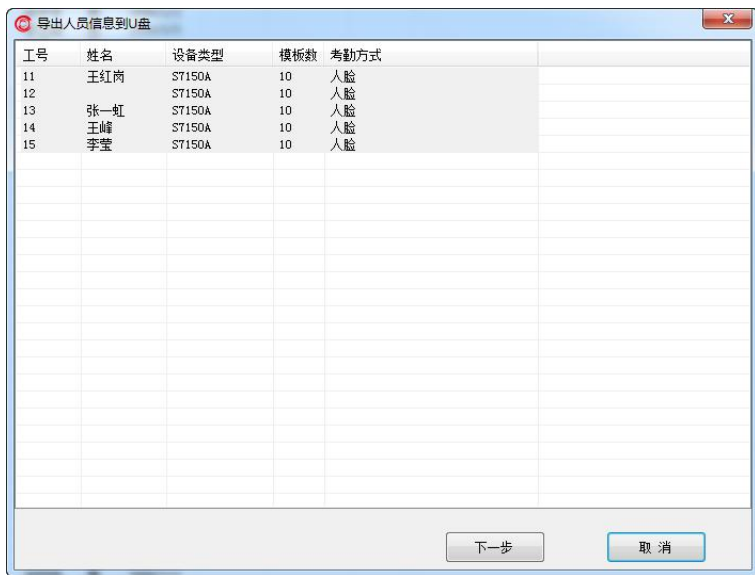 导出人员信息到U盘
工号 姓名 设备类型 模板数 考勤方式
11 王红岗 S7150A 10 人脸
12 S7150A 10 人脸
13 张一虹 S7150A 10 人脸
14 王峰 S7150A 10 人脸
15 李莹 S7150A 10 人脸
下一步 取消